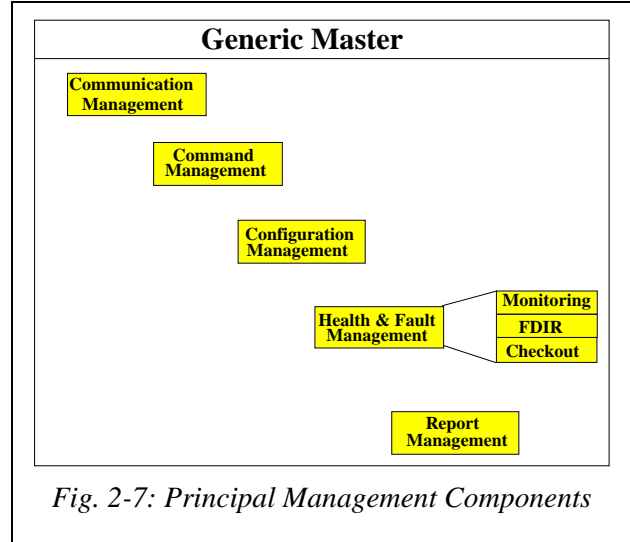 Generic Master
Communication
Management
Command
Management
Configuration
Management
Health & Fault
Management
Monitoring
FDIR
Checkout
Report
Management
Fig. 2-7: Principal Management Components